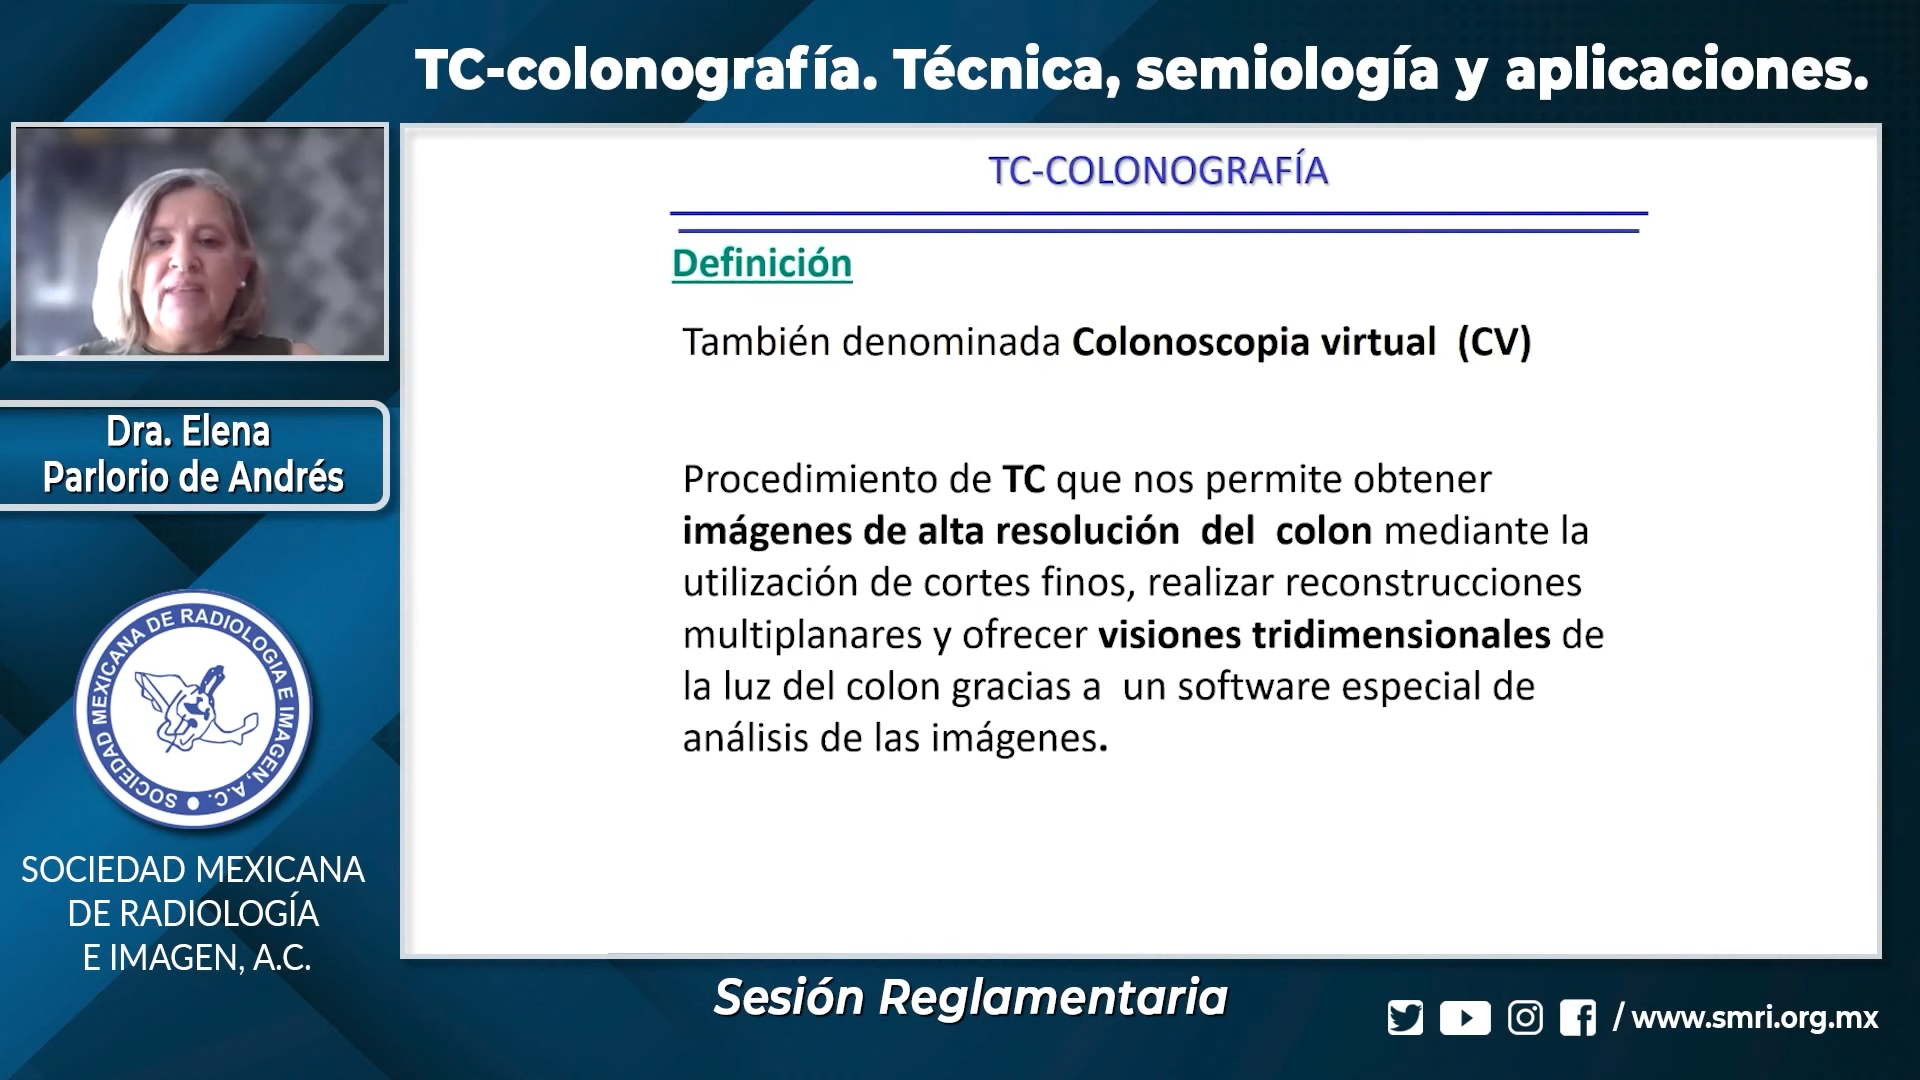 TC-colonografía. Técnica, semiología y aplicaciones.
TC-COLONOGRAFÍA
Definición
También denominada Colonoscopia virtual (CV)
Procedimiento de TC que nos permite obtener
imágenes de alta resolución del colon mediante la
utilización de cortes finos, realizar reconstrucciones
multiplanares y ofrecer visiones tridimensionales de
la luz del colon gracias a un software especial de
análisis de las imágenes.
Dra. Elena
Parlorio de Andrés
SOCIEDAD MEXICANA DE RADIOLOGIA E IMAGEN, A.C.
SOCIEDAD MEXICANA
DE RADIOLOGÍA
E IMAGEN, A.C.
Sesión Reglamentaria
/ www.smri.org.mx